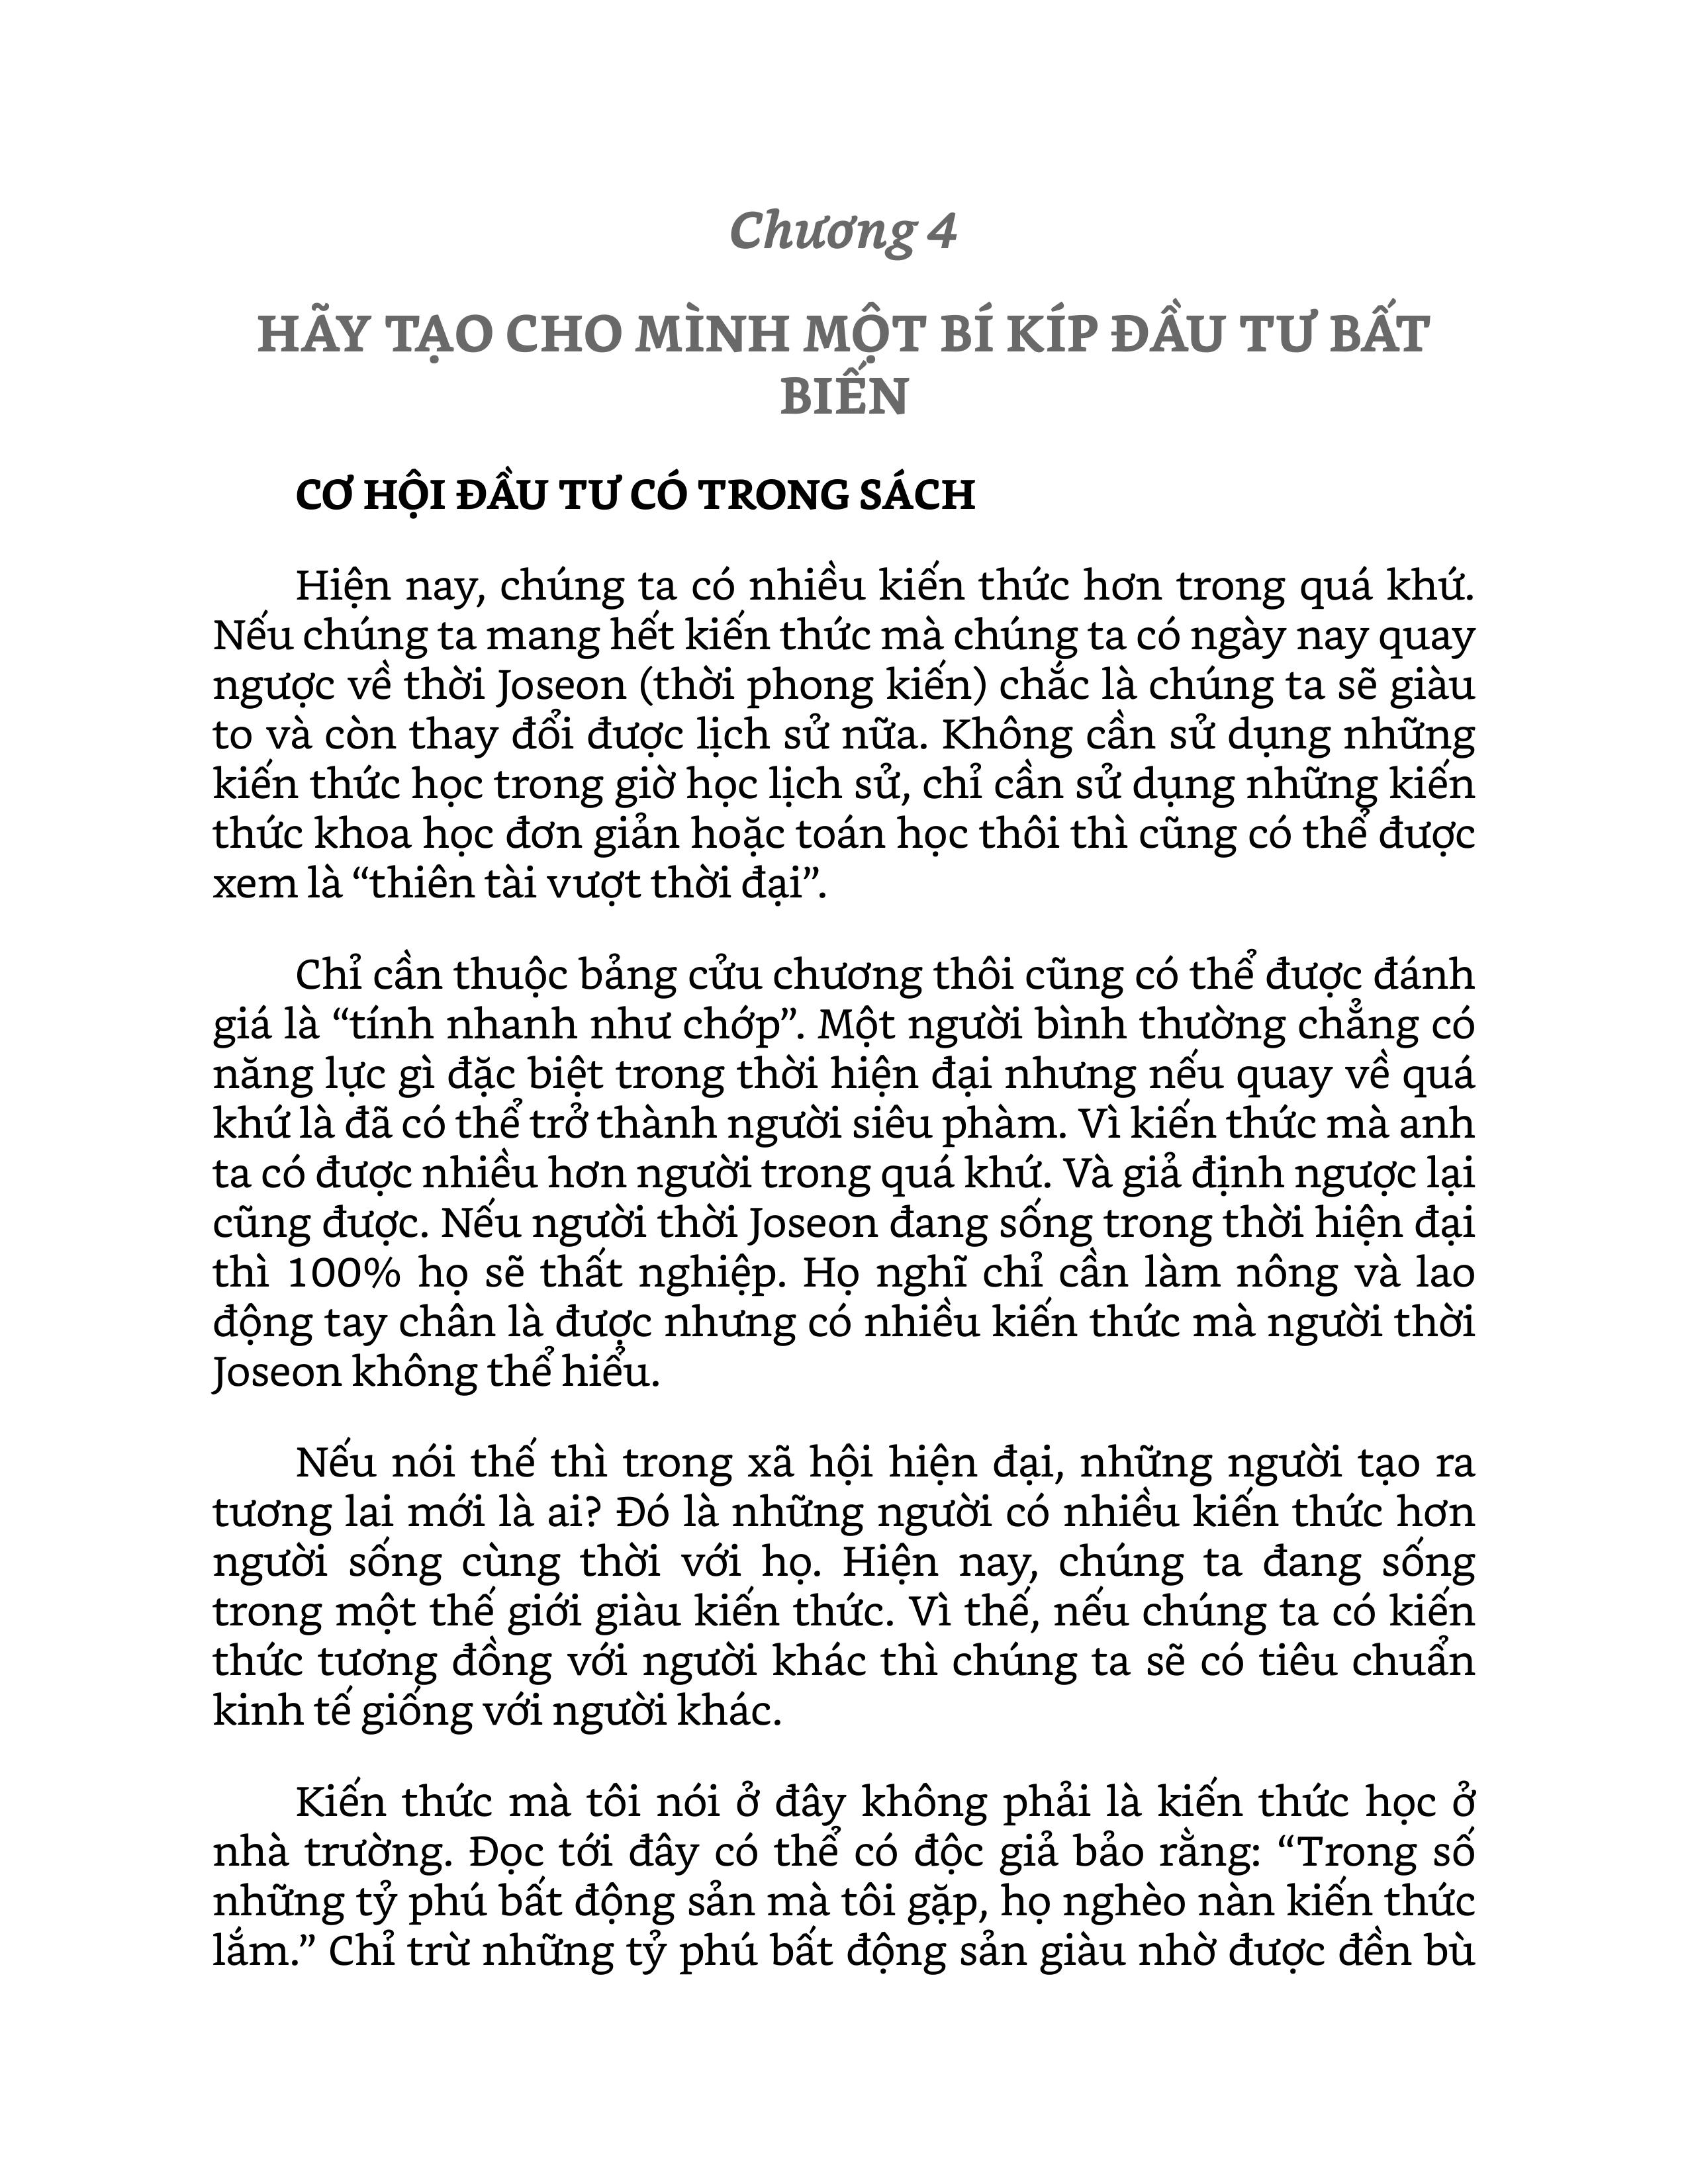 Chương 4
HÃY TẠO CHO MÌNH MỘT BÍ KÍP ĐẦU TƯ BẤT
BIẾN
CƠ HỘI ĐẦU TƯ CÓ TRONG SÁCH
Hiện nay, chúng ta có nhiều kiến thức hơn trong quá khứ.
Nếu chúng ta mang hết kiến thức mà chúng ta có ngày nay quay
ngược về thời Joseon (thời phong kiến) chắc là chúng ta sẽ giàu
to và còn thay đổi được lịch sử nữa. Không cần sử dụng những
kiến thức học trong giờ học lịch sử, chỉ cần sử dụng những kiến
thức khoa học đơn giản hoặc toán học thôi thì cũng có thể được
xem là “thiên tài vượt thời đại”.
Chỉ cần thuộc bảng cửu chương thôi cũng có thể được đánh
giá là “tính nhanh như chớp”. Một người bình thường chẳng có
năng lực gì đặc biệt trong thời hiện đại nhưng nếu quay về quá
khứ là đã có thể trở thành người siêu phàm. Vì kiến thức mà anh
ta có được nhiều hơn người trong quá khứ. Và giả định ngược lại
cũng được. Nếu người thời Joseon đang sống trong thời hiện đại
thì 100% họ sẽ thất nghiệp. Họ nghĩ chỉ cần làm nông và lao
động tay chân là được nhưng có nhiều kiến thức mà người thời
Joseon không thể hiểu.
Nếu nói thế thì trong xã hội hiện đại, những người tạo ra
tương lai mới là ai? Đó là những người có nhiều kiến thức hơn
người sống cùng thời với họ. Hiện nay, chúng ta đang sống
trong một thế giới giàu kiến thức. Vì thế, nếu chúng ta có kiến
thức tương đồng với người khác thì chúng ta sẽ có tiêu chuẩn
kinh tế giống với người khác.
Kiến thức mà tôi nói ở đây không phải là kiến thức học ở
nhà trường. Đọc tới đây có thể có độc giả bảo rằng: “Trong số
những tỷ phú bất động sản mà tôi gặp, họ nghèo nàn kiến thức
lắm.” Chỉ trừ những tỷ phú bất động sản giàu nhờ được đền bù